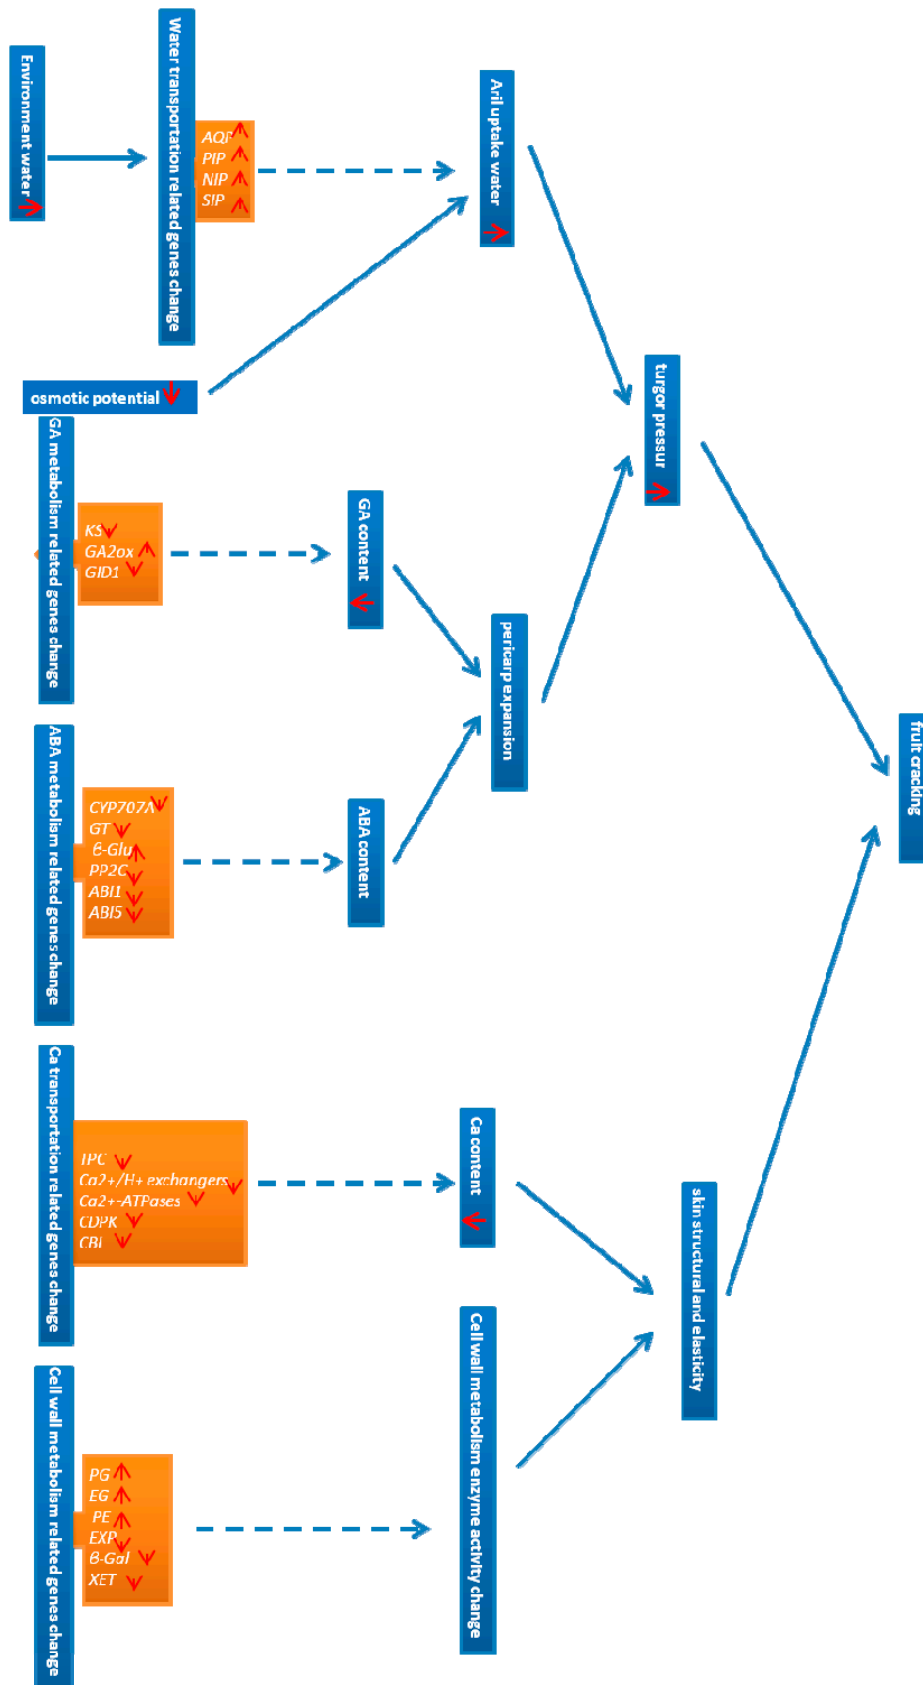 Environment water
Water transportation related genes change
AQP
PIP
NIP
SIP
Aril uptake water
osmotic potential
turgor pressur
GA metabolism related genes change
KS
GA2ox
GID1
GA content
pericarp expansion
fruit cracking
ABA metabolism related genes change
CYP707A
GT
β-Glu
PP2C
ABI1
ABI5
ABA content
Ca transportation related genes change
TPC
Ca2+/H+ exchangers
Ca2+-ATPases
CDPK
CBL
Ca content
skin structural and elasticity
Cell wall metabolism related genes change
PG
EG
PE
EXP
β-Gal
XET
Cell wall metabolism enzyme activity change